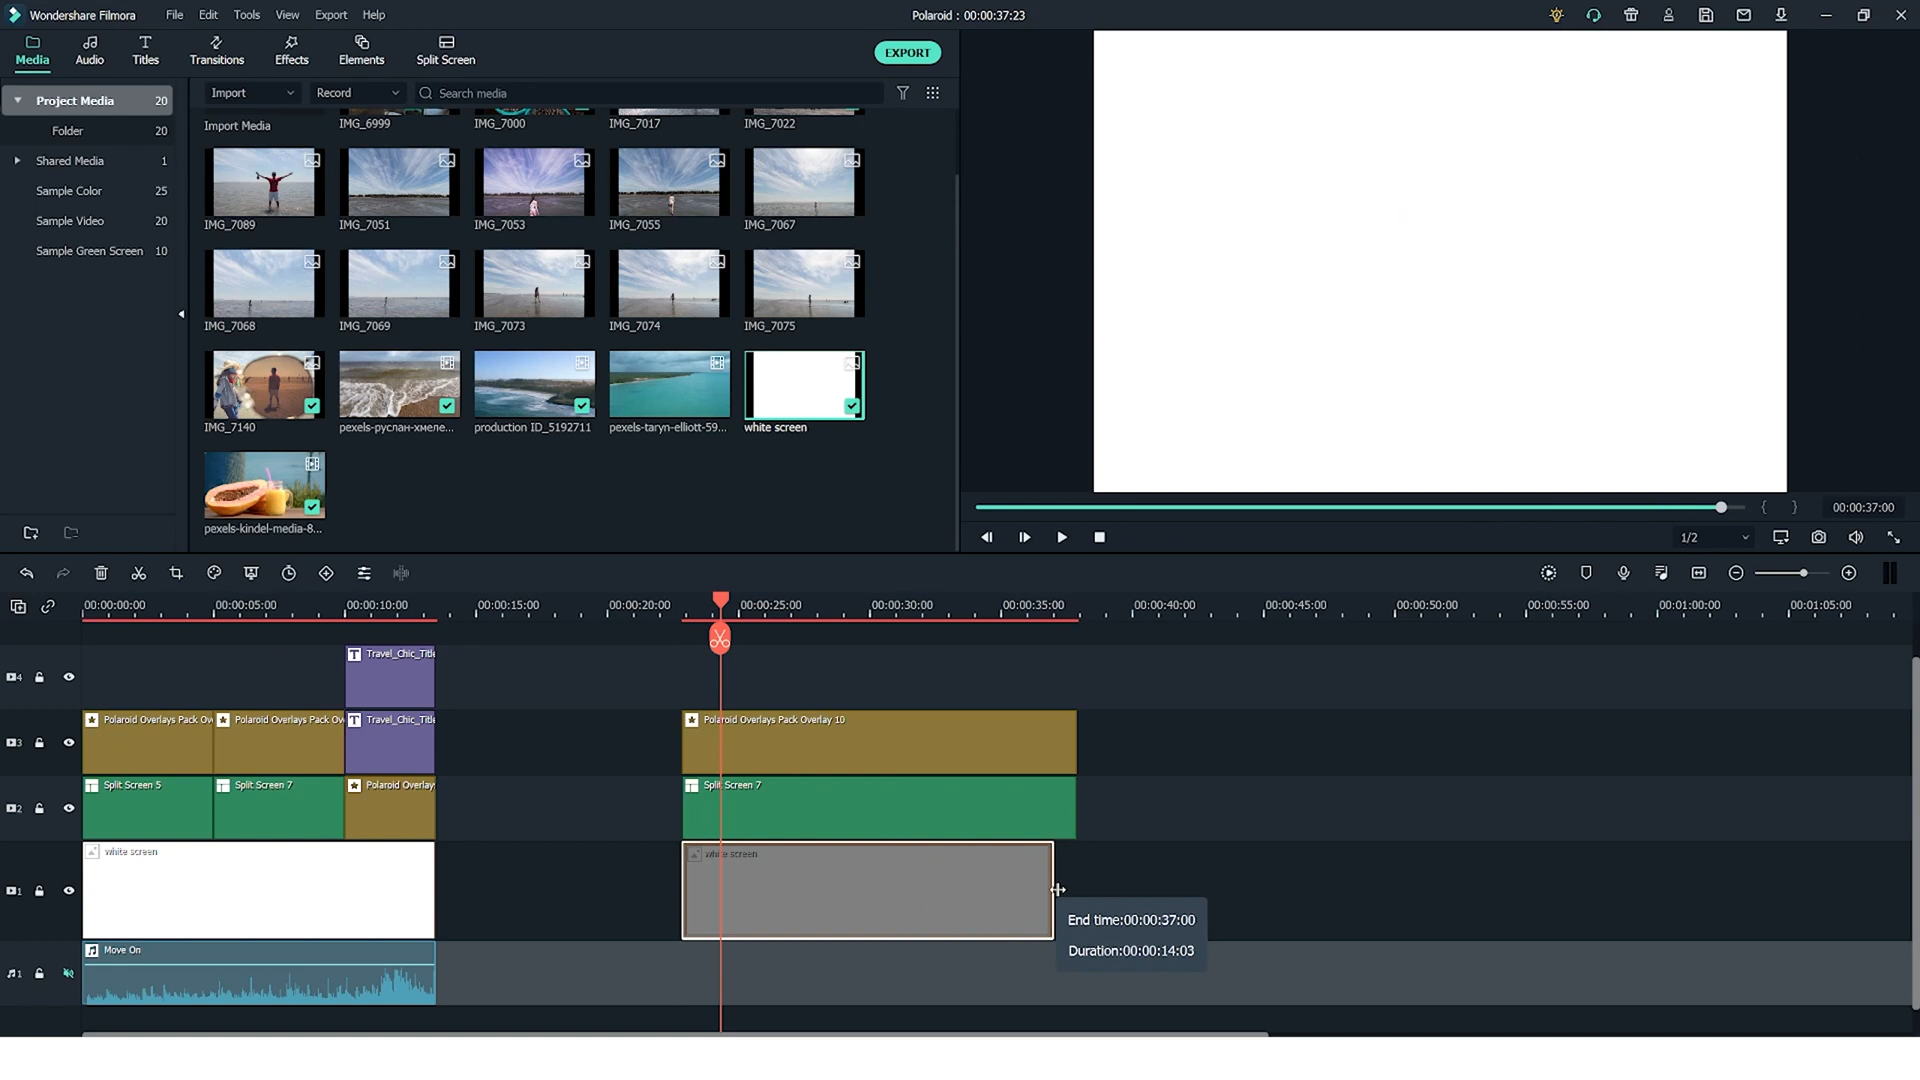 Wondershare Filmora File Edit Tools View Export Help Polaroid : 00:00:37:23
Media Audio Titles Transitions Effects Elements Split Screen EXPORT
Project Media 20
Folder 20
Shared Media 1
Sample Color 25
Sample Video 20
Sample Green Screen 10
Import Record Search media
Import Media IMG_6999 IMG_7000 IMG_7017 IMG_7022
IMG_7089 IMG_7051 IMG_7053 IMG_7055 IMG_7067
IMG_7068 IMG_7069 IMG_7073 IMG_7074 IMG_7075
IMG_7140 pexels-руслан-хмеле... production ID_5192711 pexels-taryn-elliott-59... white screen
pexels-kindel-media-8...
00:00:37:00
1/2
00:00:00:00 00:00:05:00 00:00:10:00 00:00:15:00 00:00:20:00 00:00:25:00 00:00:30:00 00:00:35:00 00:00:40:00 00:00:45:00 00:00:50:00 00:00:55:00 00:01:00:00 00:01:05:00
4 T Travel_Chic_Title
3 Polaroid Overlays Pack Ov Polaroid Overlays Pack Ov T Travel_Chic_Title Polaroid Overlays Pack Overlay 10
2 Split Screen 5 Split Screen 7 Polaroid Overlay Split Screen 7
1 white screen white screen
End time:00:00:37:00
Duration:00:00:14:03
1 Move On